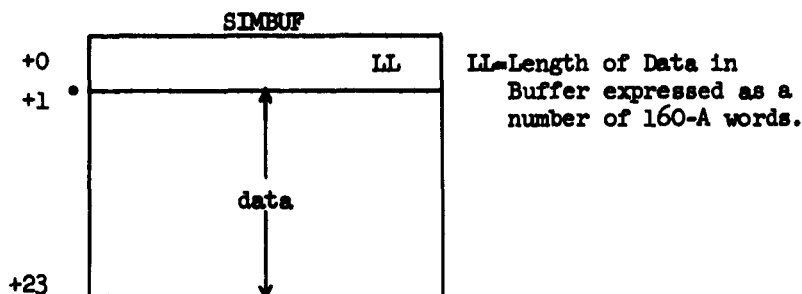 SIMBUF
+0 LL LL=Length of Data in
+1 Buffer expressed as a
number of 160-A words.
data
+23